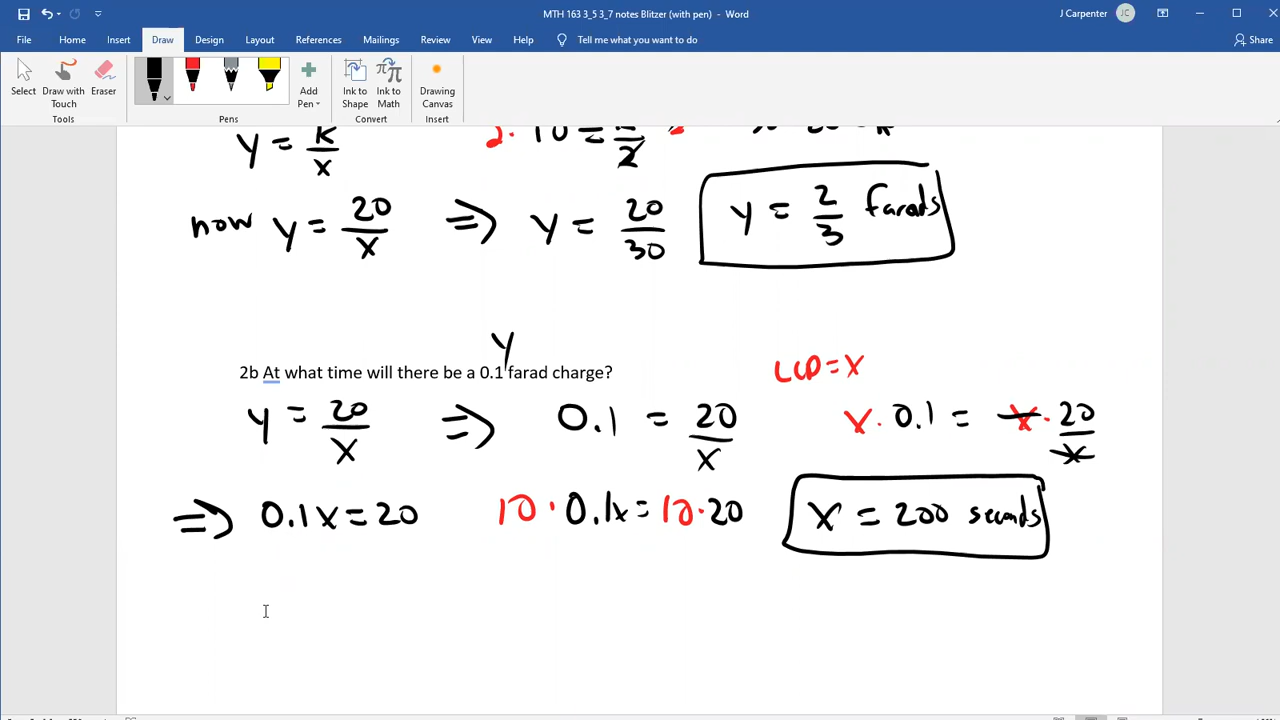 MTH 163 3_5 3_7 notes Blitzer (with pen) - Word
J Carpenter JC
File Home Insert Draw Design Layout References Mailings Review View Help Tell me what you want to do Share
Select Draw with Touch Eraser Add Pen Ink to Shape Ink to Math Drawing Canvas
Tools Pens Convert Insert
y = k/x 2· 10 = /2
now y = 20/x ⇒ y = 20/30 y = 2/3 farads
y
2b At what time will there be a 0.1 farad charge?
LCD = x
y = 20/x ⇒ 0.1 = 20/x x · 0.1 = x · 20/x
⇒ 0.1x = 20 10 · 0.1x = 10 · 20 x = 200 seconds